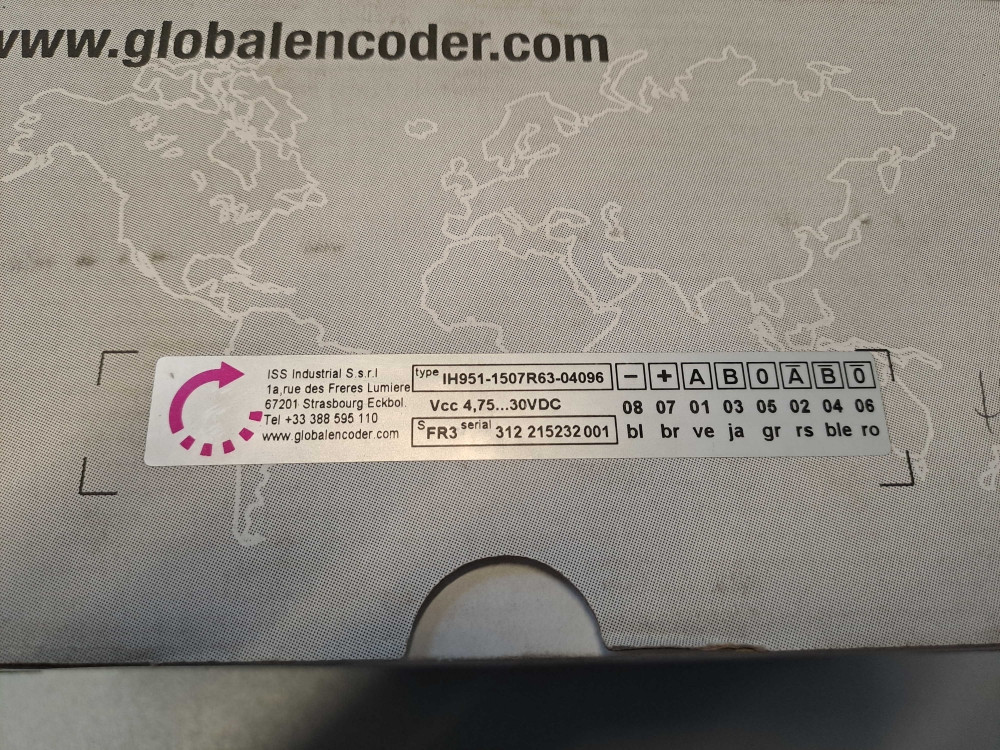 www.globalencoder.com
ISS Industrial S.s.r.l
1a,rue des Freres Lumiere
67201 Strasbourg Eckbol.
Tel +33 388 595 110
www.globalencoder.com
type IH951-1507R63-04096
Vcc 4,75...30VDC
S FR3 serial 312 215232 001
− + A B 0 A̅ B̅ 0̅
08 07 01 03 05 02 04 06
bl br ve ja gr rs ble ro